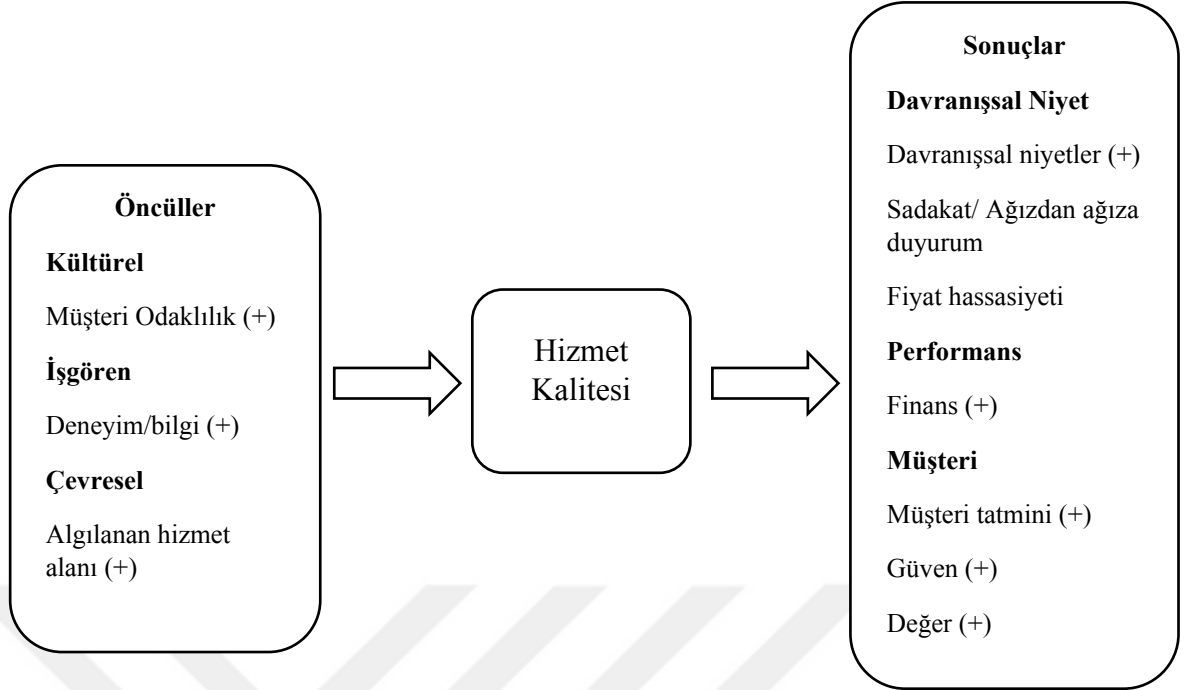 Öncüller
Kültürel
Müşteri Odaklılık (+)
İşgören
Deneyim/bilgi (+)
Çevresel
Algılanan hizmet
alanı (+)
Hizmet
Kalitesi
Sonuçlar
Davranışsal Niyet
Davranışsal niyetler (+)
Sadakat/ Ağızdan ağıza
duyurum
Fiyat hassasiyeti
Performans
Finans (+)
Müşteri
Müşteri tatmini (+)
Güven (+)
Değer (+)